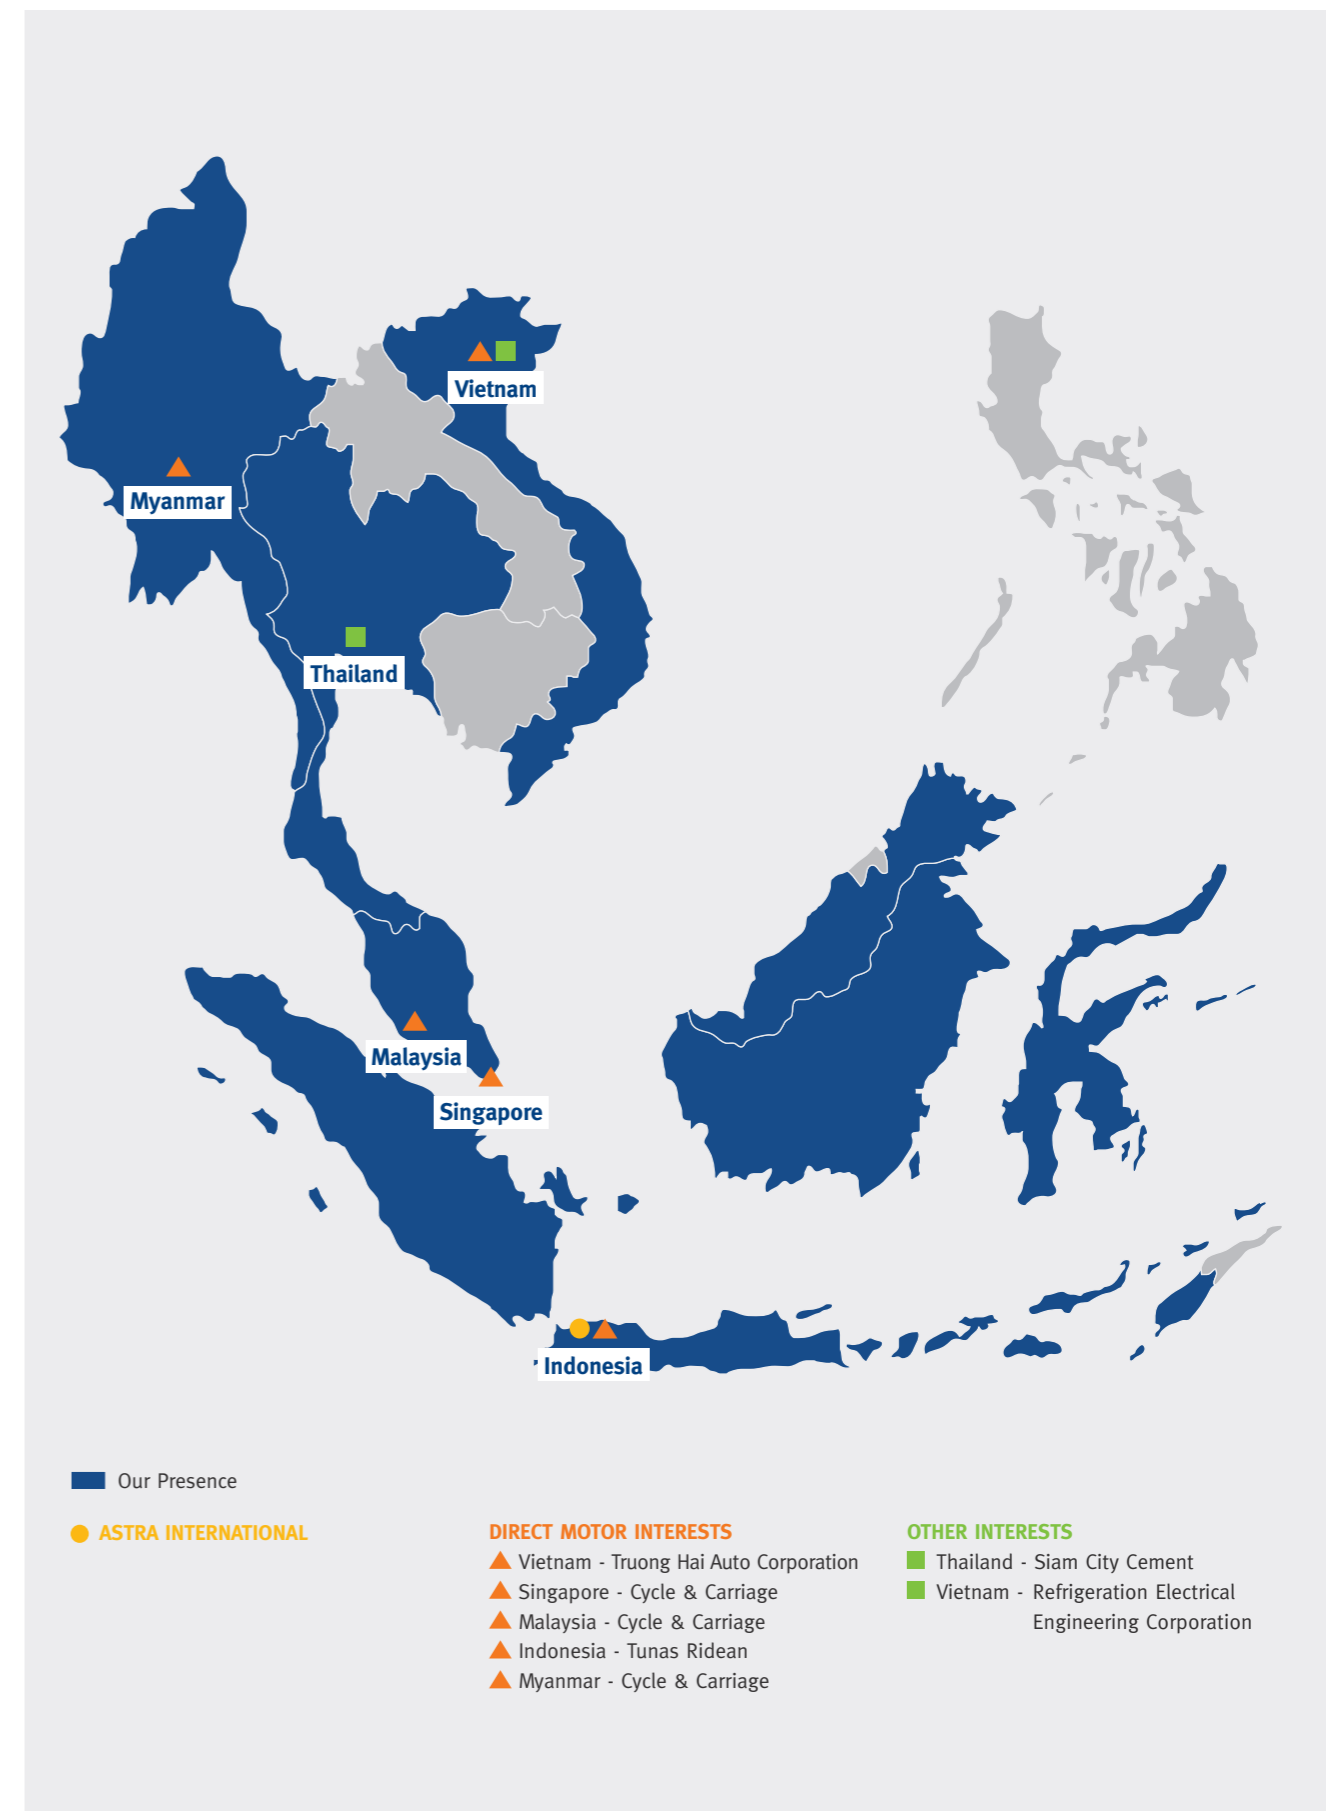 Vietnam
Myanmar
Thailand
Malaysia
Singapore
Indonesia
Our Presence
ASTRA INTERNATIONAL
DIRECT MOTOR INTERESTS
Vietnam - Truong Hai Auto Corporation
Singapore - Cycle & Carriage
Malaysia - Cycle & Carriage
Indonesia - Tunas Ridean
Myanmar - Cycle & Carriage
OTHER INTERESTS
Thailand - Siam City Cement
Vietnam - Refrigeration Electrical
Engineering Corporation